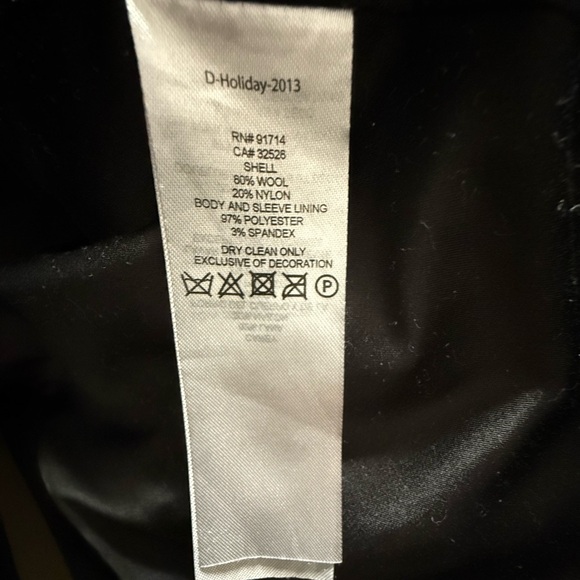 D-Holiday-2013
RN# 91714
CA# 32526
SHELL
80% WOOL
20% NYLON
BODY AND SLEEVE LINING
97% POLYESTER
3% SPANDEX
DRY CLEAN ONLY
EXCLUSIVE OF DECORATION
P